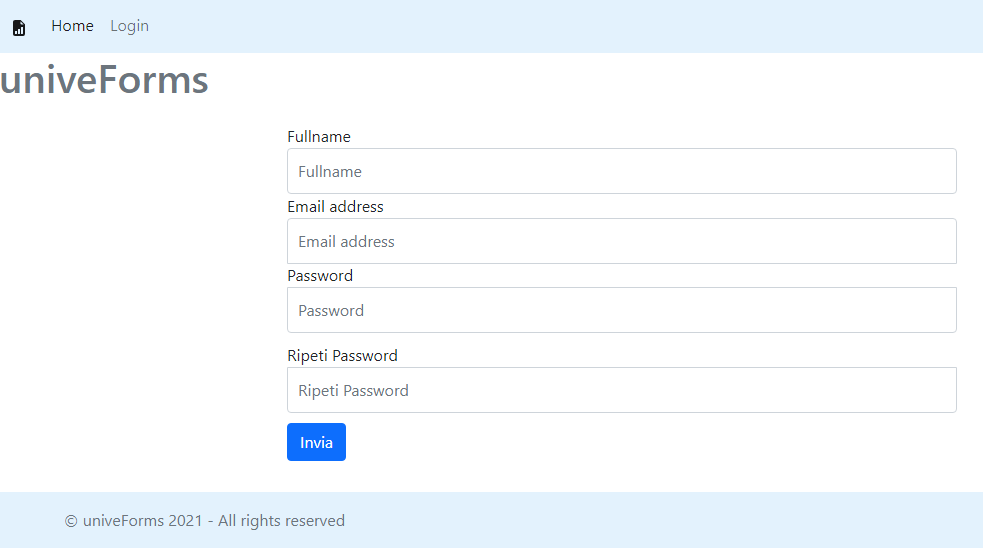 Home Login
univeForms
Fullname
Fullname
Email address
Email address
Password
Password
Ripeti Password
Ripeti Password
Invia
© univeForms 2021 - All rights reserved